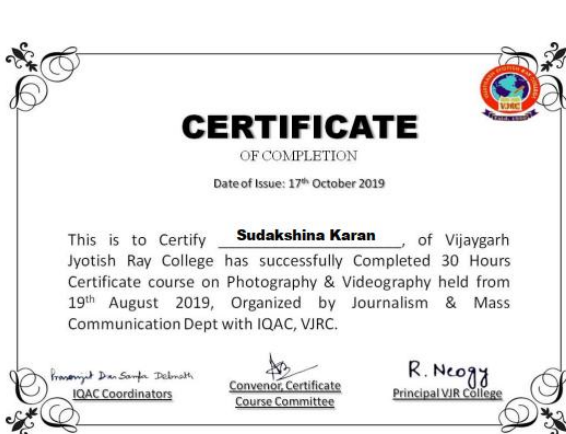 VJRC
CERTIFICATE
OF COMPLETION
Date of Issue: 17th October 2019
This is to Certify Sudakshina Karan, of Vijaygarh
Jyotish Ray College has successfully Completed 30 Hours
Certificate course on Photography & Videography held from
19th August 2019, Organized by Journalism & Mass
Communication Dept with IQAC, VJRC.
R. Neogy
IQAC Coordinators
Convenor, Certificate
Course Committee
Principal VJR College